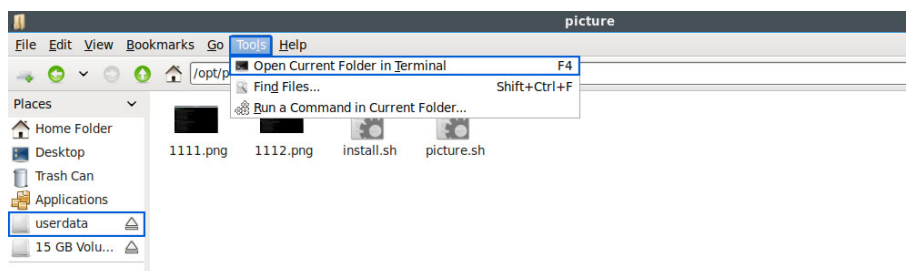 picture
File Edit View Bookmarks Go Tools Help
/opt/p
Open Current Folder in Terminal F4
Find Files... Shift+Ctrl+F
Run a Command in Current Folder...
Places
Home Folder
Desktop
Trash Can
Applications
userdata
15 GB Volu...
1111.png 1112.png install.sh picture.sh